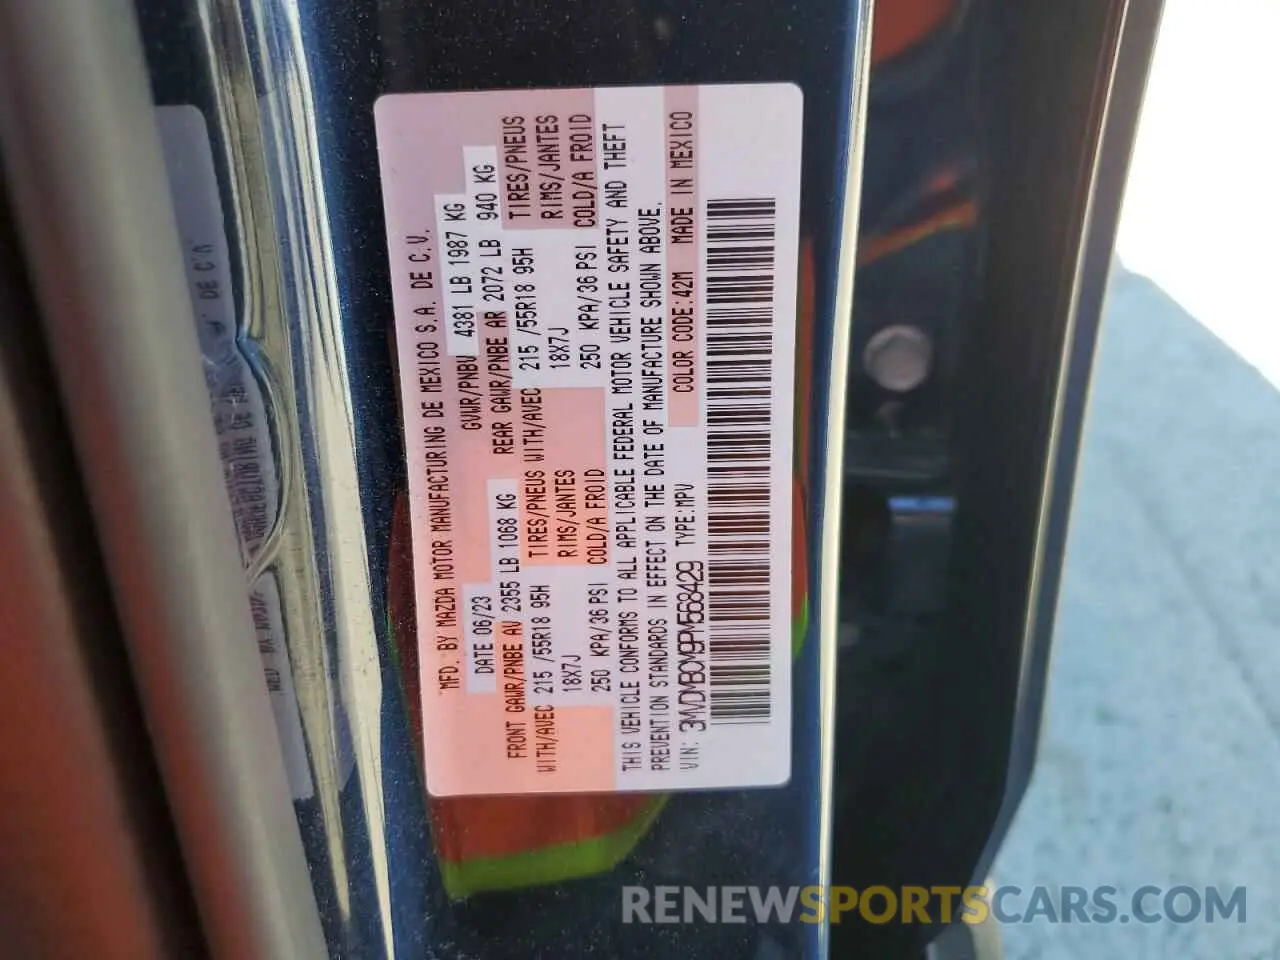 MFD. BY MAZDA MOTOR MANUFACTURING DE MEXICO S.A. DE C.V.
DATE 06/23 GVWR/PNBV 4381 LB 1987 KG
FRONT GAWR/PNBE AV 2355 LB 1068 KG REAR GAWR/PNBE AR 2072 LB 940 KG
WITH/AVEC 215 /55R18 95H TIRES/PNEUS WITH/AVEC 215 /55R18 95H TIRES/PNEUS
18X7J RIMS/JANTES 18X7J RIMS/JANTES
250 KPA/36 PSI COLD/A FROID 250 KPA/36 PSI COLD/A FROID
THIS VEHICLE CONFORMS TO ALL APPLICABLE FEDERAL MOTOR VEHICLE SAFETY AND THEFT
PREVENTION STANDARDS IN EFFECT ON THE DATE OF MANUFACTURE SHOWN ABOVE.
VIN: 3MVDMBCM9PM568429 TYPE:MPV COLOR CODE:42M MADE IN MEXICO
RENEWSPORTSCARS.COM